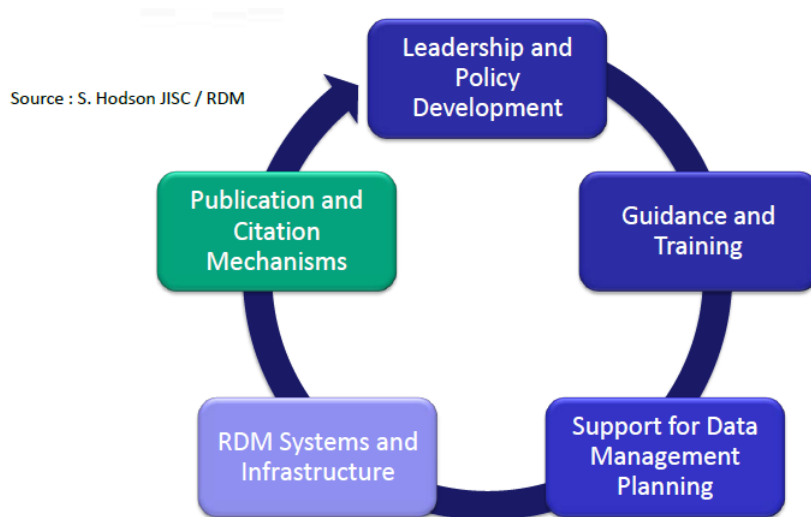 Leadership and
Policy
Development
Source : S. Hodson JISC / RDM
Publication and
Citation
Mechanisms
Guidance and
Training
RDM Systems and
Infrastructure
Support for Data
Management
Planning